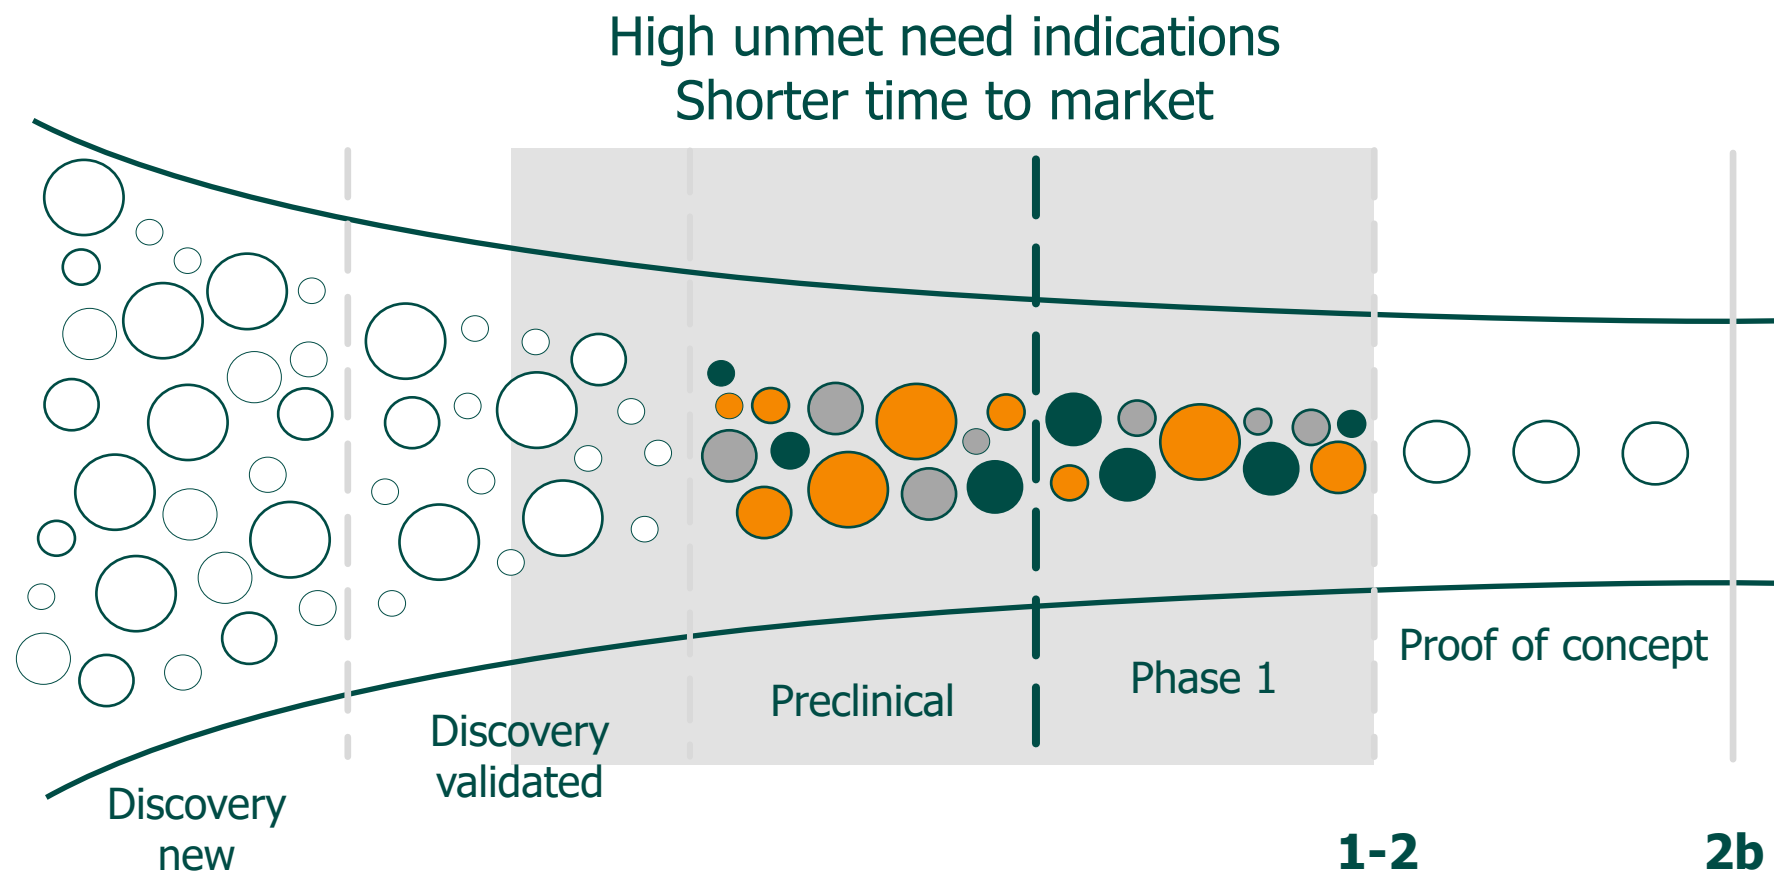 High unmet need indications
Shorter time to market
Discovery
new
Discovery
validated
Preclinical
Phase 1
Proof of concept
1-2
2b